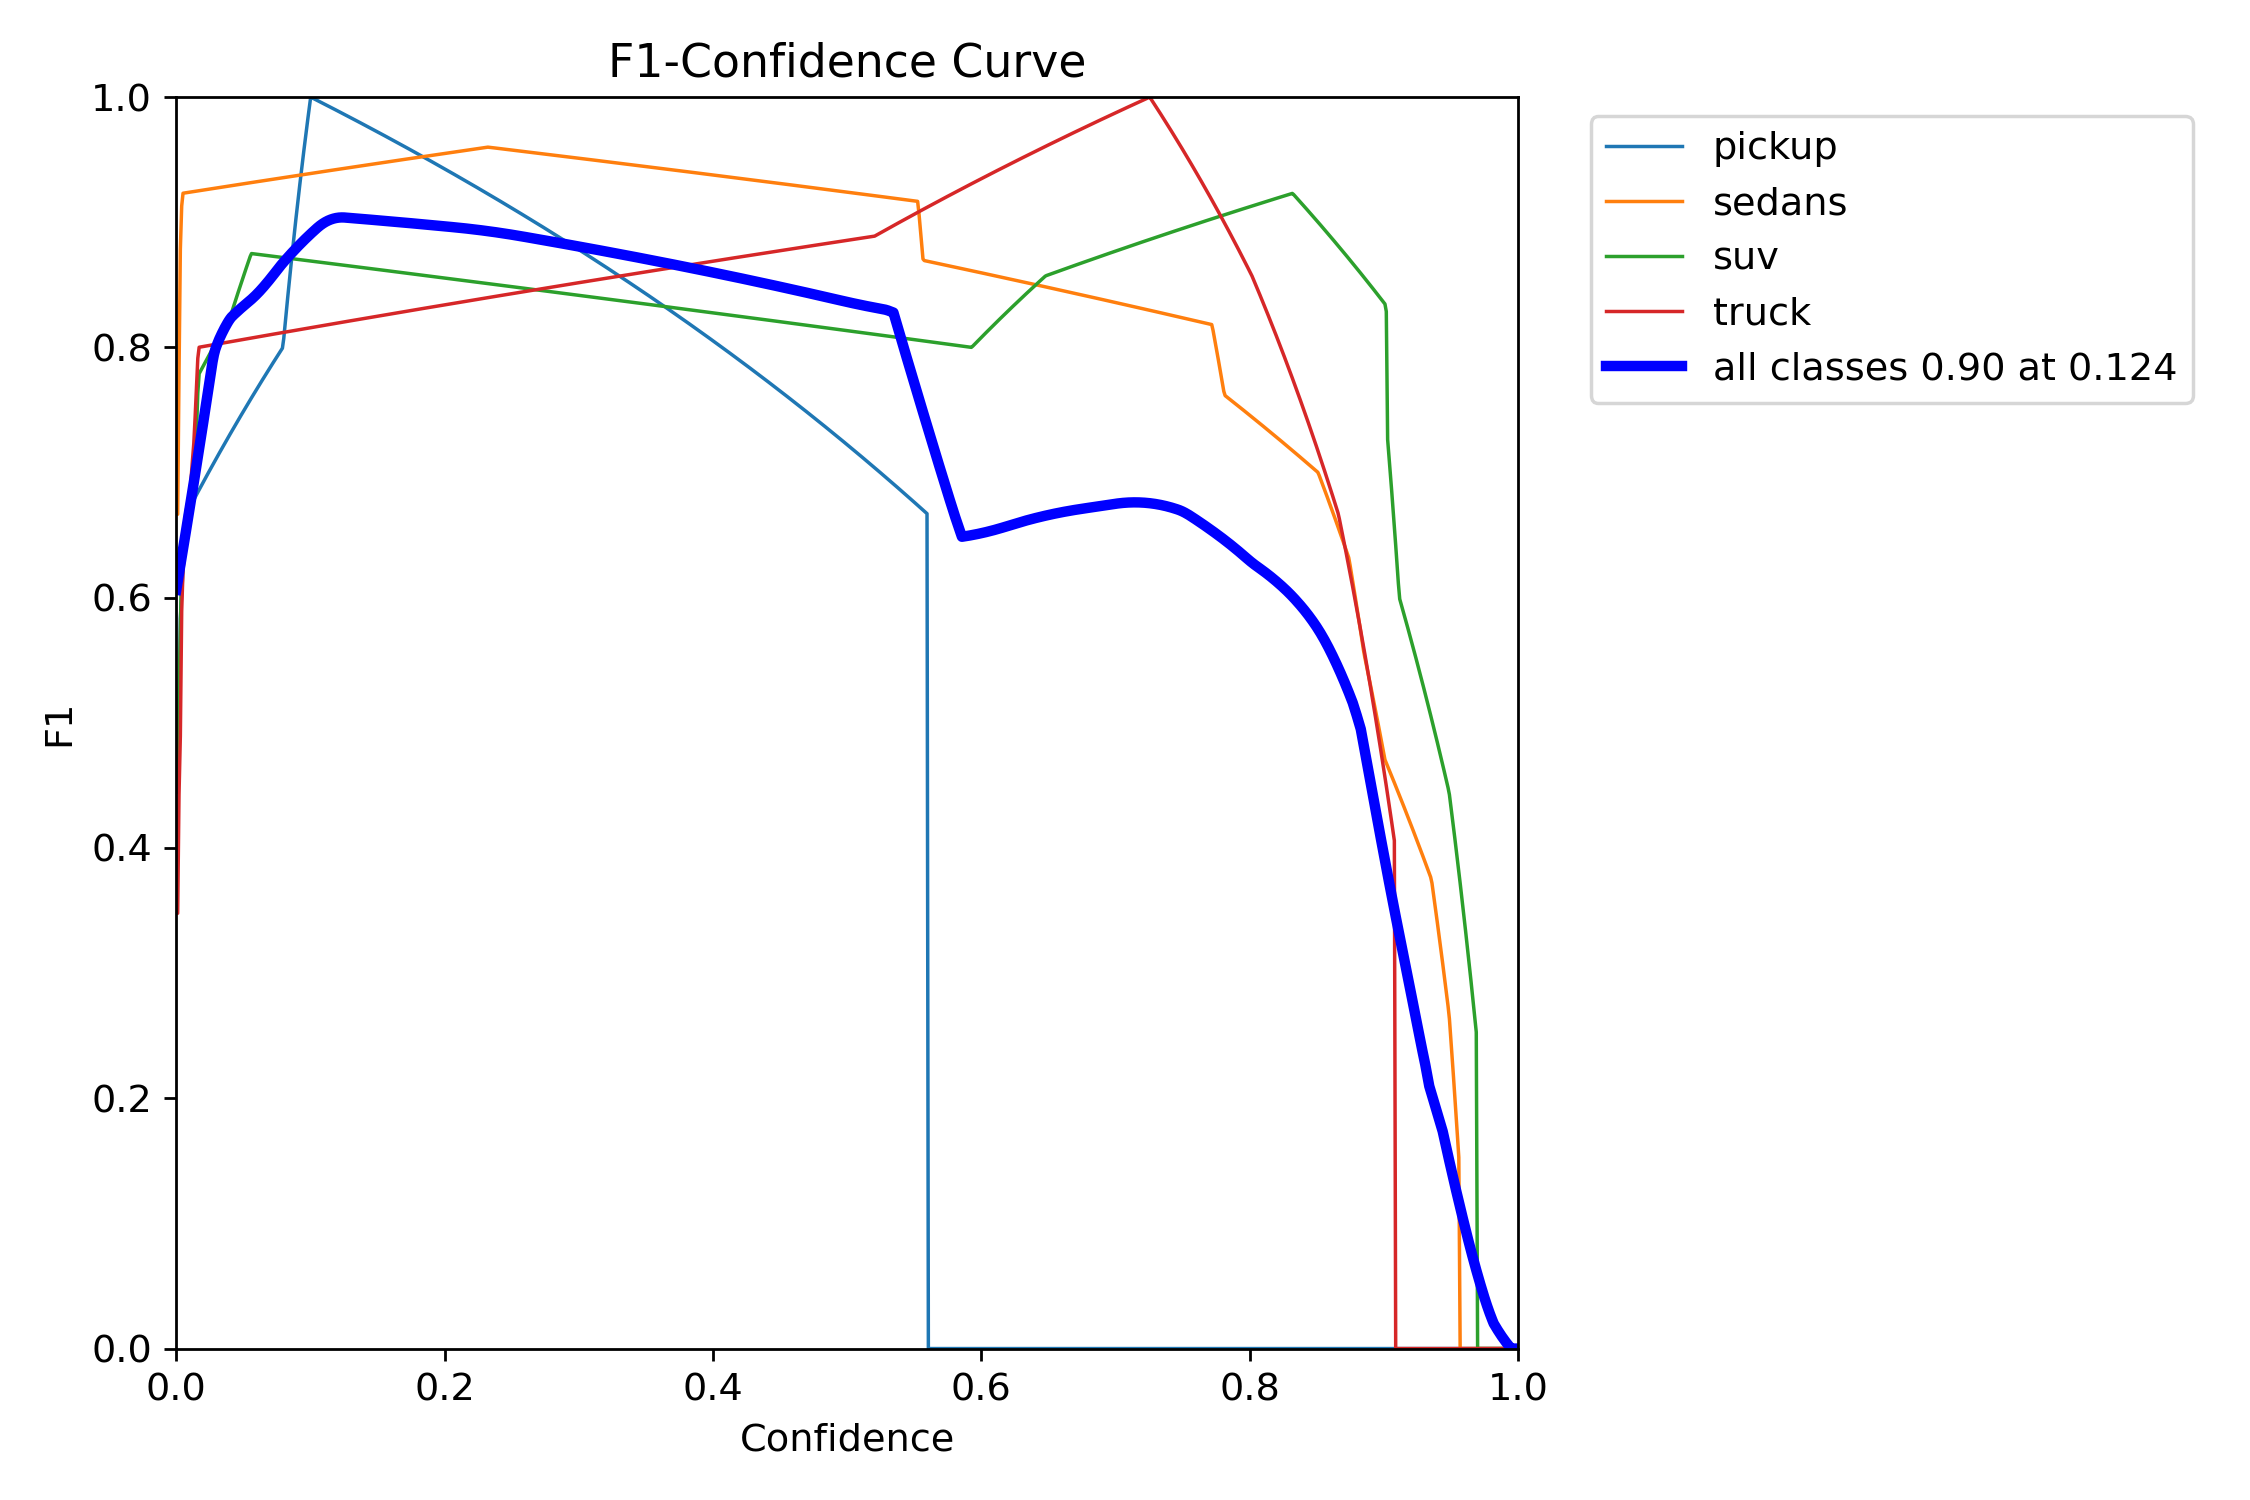 F1-Confidence Curve
1.0
0.8
0.6
0.4
0.2
0.0
F1
0.0 0.2 0.4 0.6 0.8 1.0
Confidence
pickup
sedans
suv
truck
all classes 0.90 at 0.124